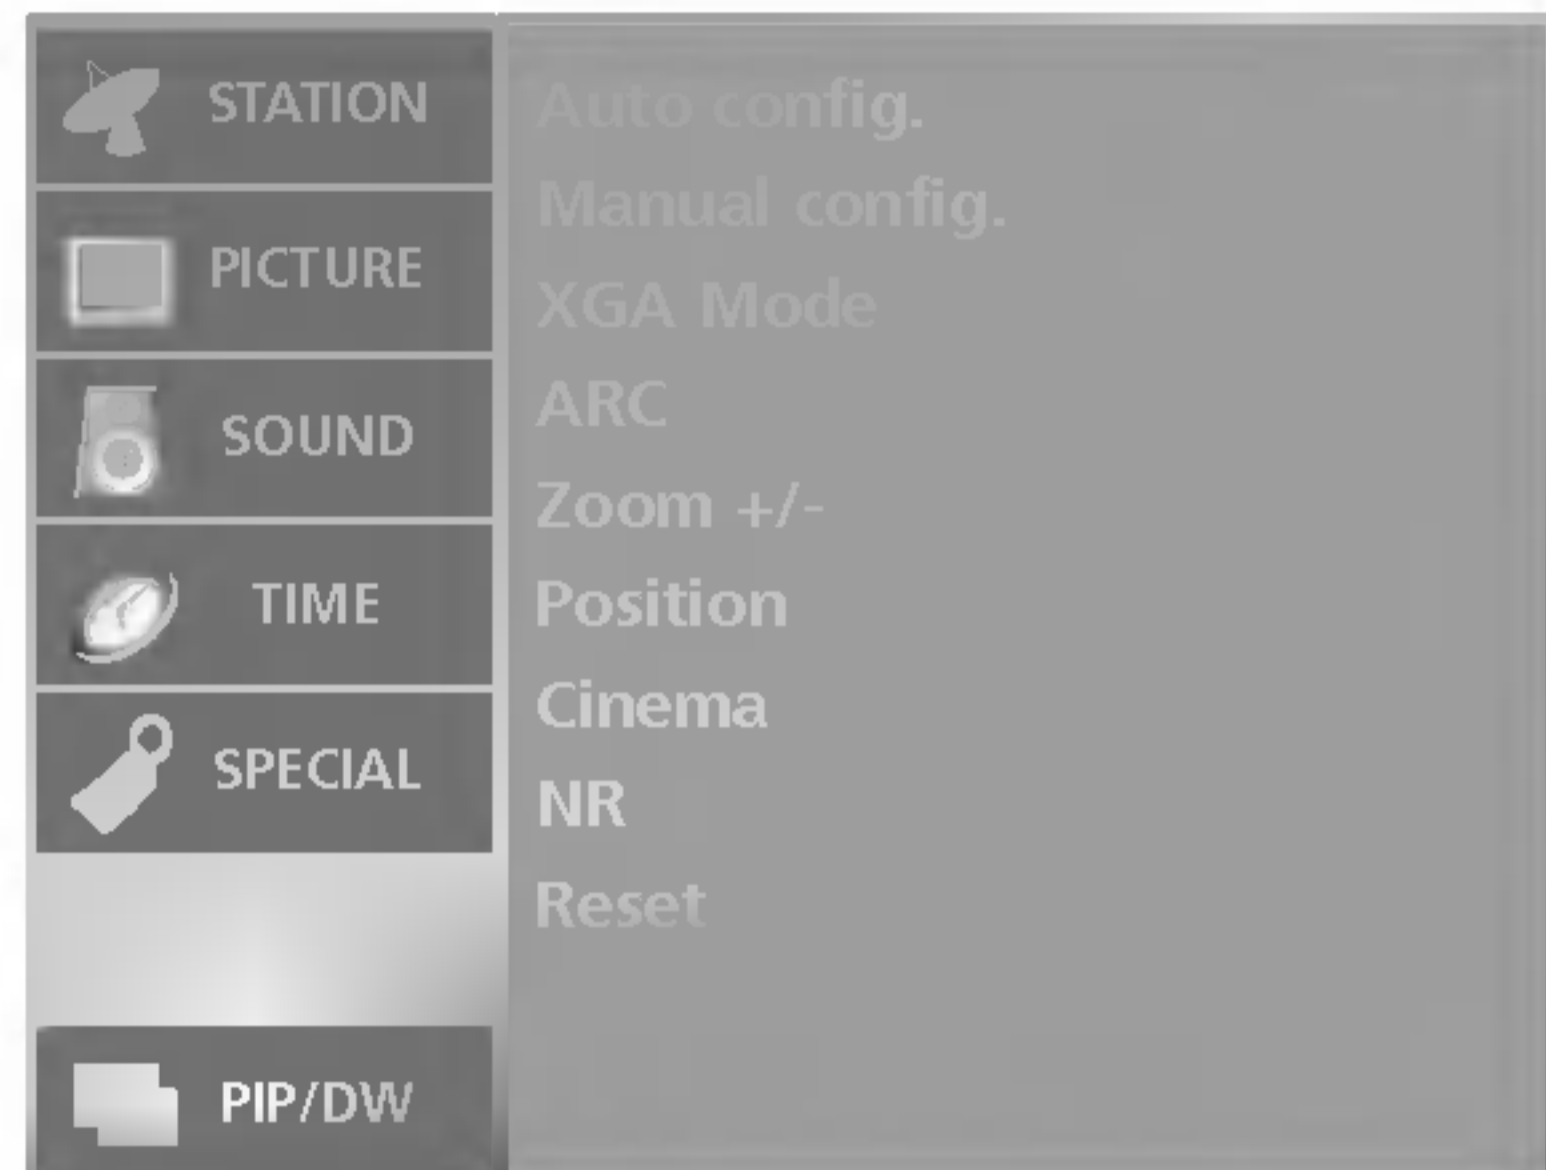 STATION
PICTURE
SOUND
TIME
SPECIAL
PIP/DW
Auto config.
Manual config.
XGA Mode
ARC
Zoom +/-
Position
Cinema
NR
Reset